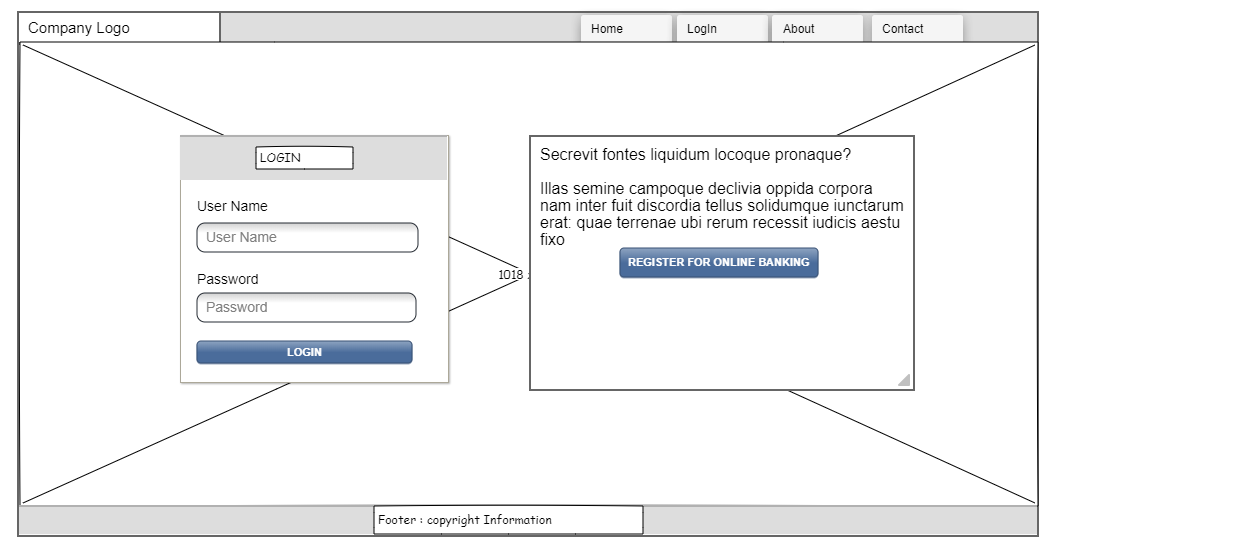 Company Logo
Home
LogIn
About
Contact
LOGIN
User Name
User Name
Password
Password
LOGIN
1018
Secrevit fontes liquidum locoque pronaque?
Illas semine campoque declivia oppida corpora
nam inter fuit discordia tellus solidumque iunctarum
erat: quae terrenae ubi rerum recessit iudicis aestu
fixo
REGISTER FOR ONLINE BANKING
Footer : copyright Information